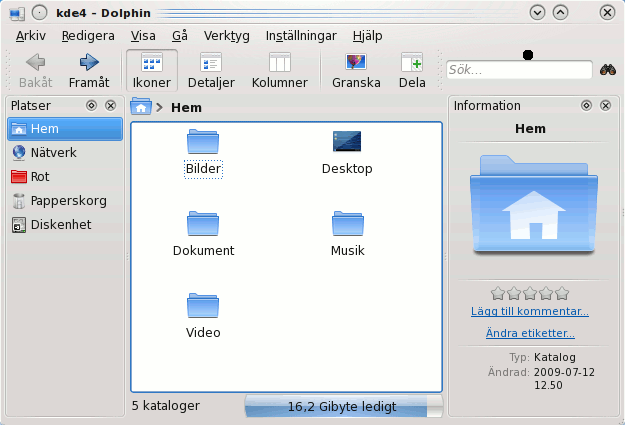 kde4 – Dolphin
Arkiv Redigera Visa Gå Verktyg Inställningar Hjälp
Bakåt Framåt Ikoner Detaljer Kolumner Granska Dela Sök...
Platser
Hem
Nätverk
Rot
Papperskorg
Diskenhet
Hem
Bilder
Desktop
Dokument
Musik
Video
5 kataloger
16,2 Gibyte ledigt
Information
Hem
Lägg till kommentar...
Ändra etiketter...
Typ: Katalog
Ändrad: 2009-07-12
12.50